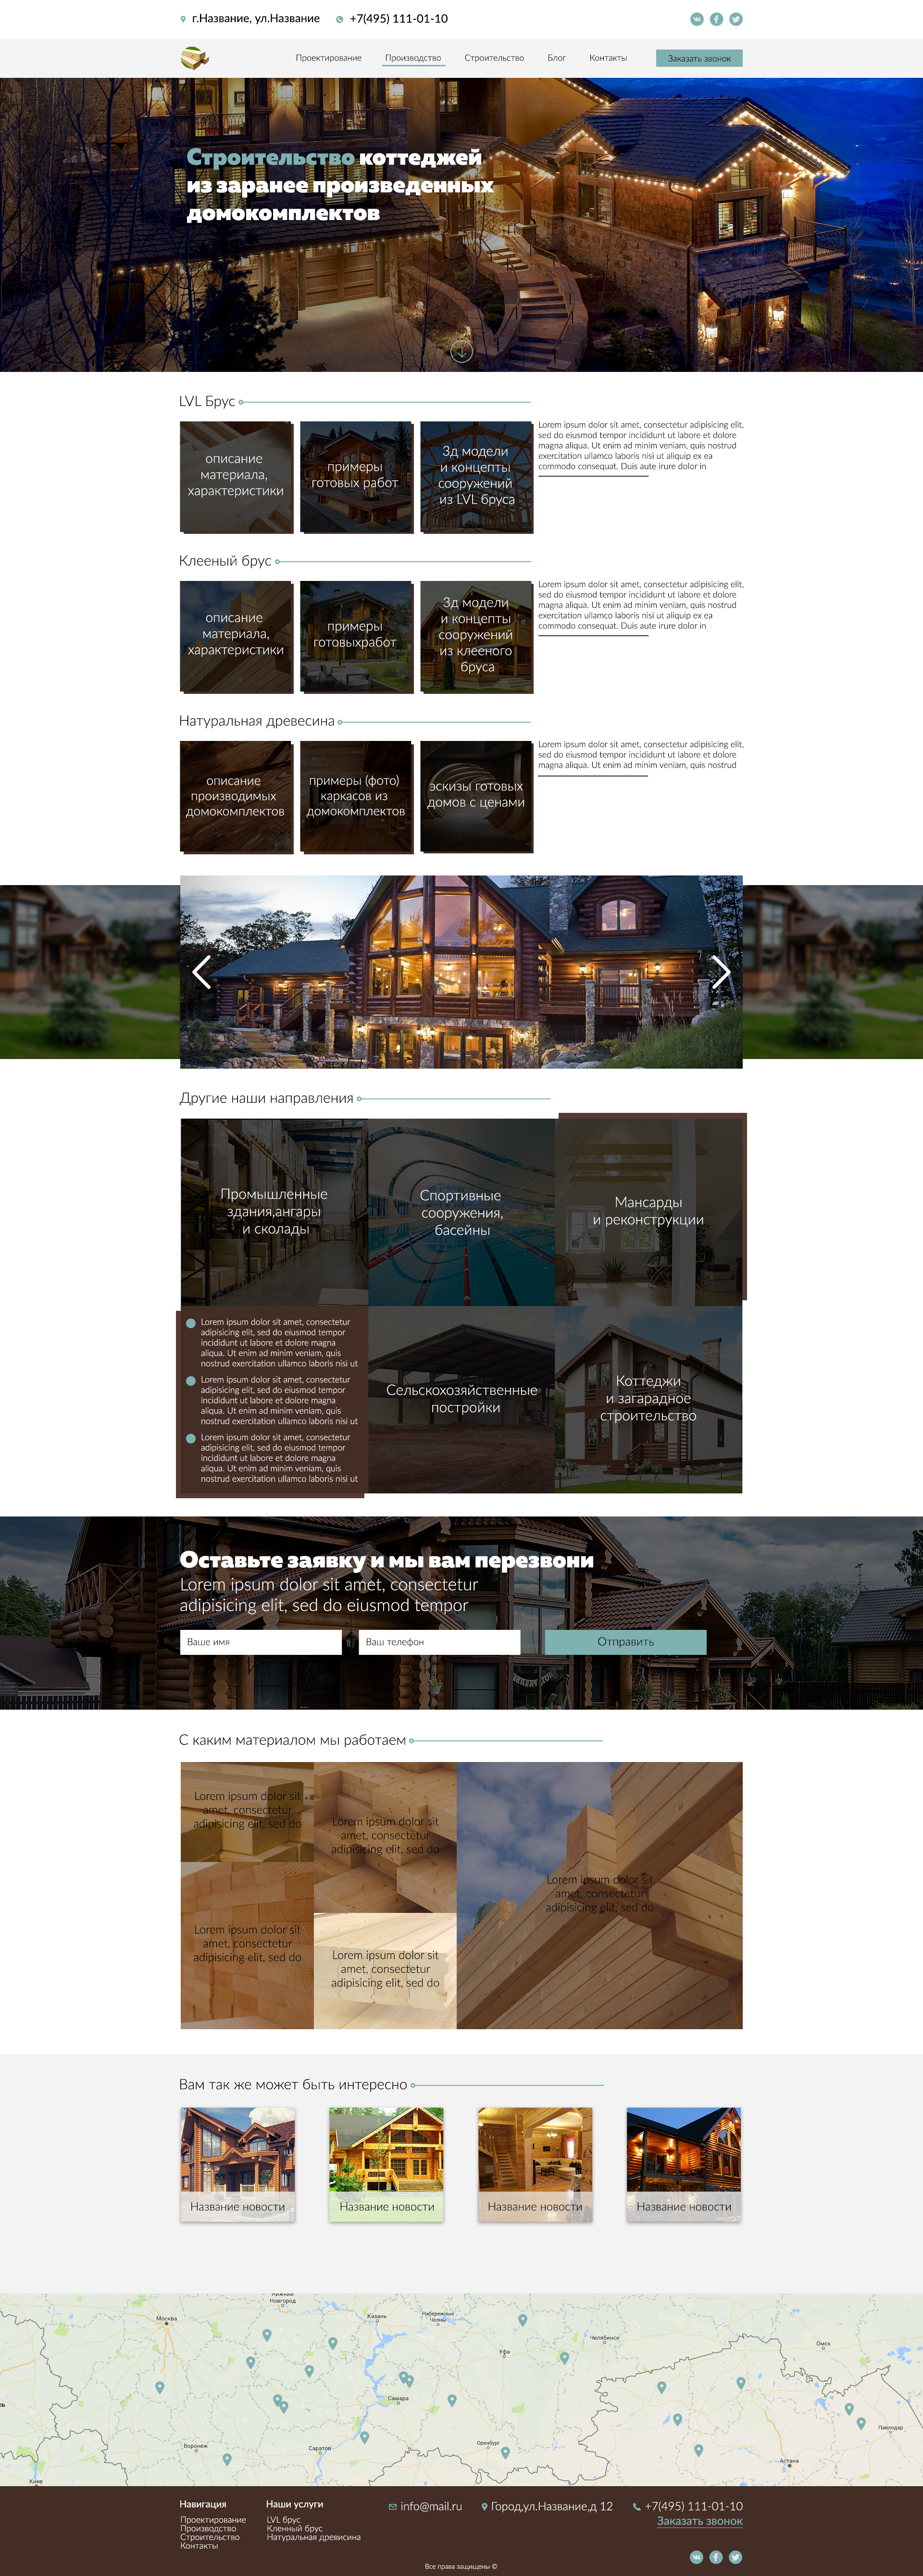 г.Название, ул.Название +7(495) 111-01-10
Проектирование Производство Строительство Блог Контакты Заказать звонок
Строительство коттеджей
из заранее произведенных
домокомплектов
LVL Брус
описание
материала,
характеристики
примеры
готовых работ
3д модели
и концепты
сооружений
из LVL бруса
Lorem ipsum dolor sit amet, consectetur adipisicing elit,
sed do eiusmod tempor incididunt ut labore et dolore
magna aliqua. Ut enim ad minim veniam, quis nostrud
exercitation ullamco laboris nisi ut aliquip ex ea
commodo consequat. Duis aute irure dolor in
Клееный брус
описание
материала,
характеристики
примеры
готовыхработ
3д модели
и концепты
сооружений
из клееного
бруса
Lorem ipsum dolor sit amet, consectetur adipisicing elit,
sed do eiusmod tempor incididunt ut labore et dolore
magna aliqua. Ut enim ad minim veniam, quis nostrud
exercitation ullamco laboris nisi ut aliquip ex ea
commodo consequat. Duis aute irure dolor in
Натуральная древесина
описание
производимых
домокомплектов
примеры (фото)
каркасов из
домокомплектов
эскизы готовых
домов с ценами
Lorem ipsum dolor sit amet, consectetur adipisicing elit,
sed do eiusmod tempor incididunt ut labore et dolore
magna aliqua. Ut enim ad minim veniam, quis nostrud
Другие наши направления
Промышленные
здания,ангары
и сколады
Спортивные
сооружения,
басейны
Мансарды
и реконструкции
Lorem ipsum dolor sit amet, consectetur
adipisicing elit, sed do eiusmod tempor
incididunt ut labore et dolore magna
aliqua. Ut enim ad minim veniam, quis
nostrud exercitation ullamco laboris nisi ut
Lorem ipsum dolor sit amet, consectetur
adipisicing elit, sed do eiusmod tempor
incididunt ut labore et dolore magna
aliqua. Ut enim ad minim veniam, quis
nostrud exercitation ullamco laboris nisi ut
Lorem ipsum dolor sit amet, consectetur
adipisicing elit, sed do eiusmod tempor
incididunt ut labore et dolore magna
aliqua. Ut enim ad minim veniam, quis
nostrud exercitation ullamco laboris nisi ut
Сельскохозяйственные
постройки
Коттеджи
и загарадное
строительство
Оставьте заявку и мы вам перезвони
Lorem ipsum dolor sit amet, consectetur
adipisicing elit, sed do eiusmod tempor
Ваше имя Ваш телефон Отправить
С каким материалом мы работаем
Lorem ipsum dolor sit
amet, consectetur
adipisicing elit, sed do
Lorem ipsum dolor sit
amet, consectetur
adipisicing elit, sed do
Lorem ipsum dolor sit
amet, consectetur
adipisicing elit, sed do
Lorem ipsum dolor sit
amet, consectetur
adipisicing elit, sed do
Lorem ipsum dolor sit
amet, consectetur
adipisicing elit, sed do
Вам так же может быть интересно
Название новости Название новости Название новости Название новости
Нижний
Новгород
Москва
Казань
Набережные
Челны
Уфа
Челябинск
Омск
Самара
Воронеж
Саратов
Оренбург
Павлодар
Астана
Киев
Навигация
Проектирование
Производство
Строительство
Контакты
Наши услуги
LVL брус
Кленный брус
Натуральная древисина
info@mail.ru Город,ул.Название,д 12 +7(495) 111-01-10
Заказать звонок
Все права защищены ©